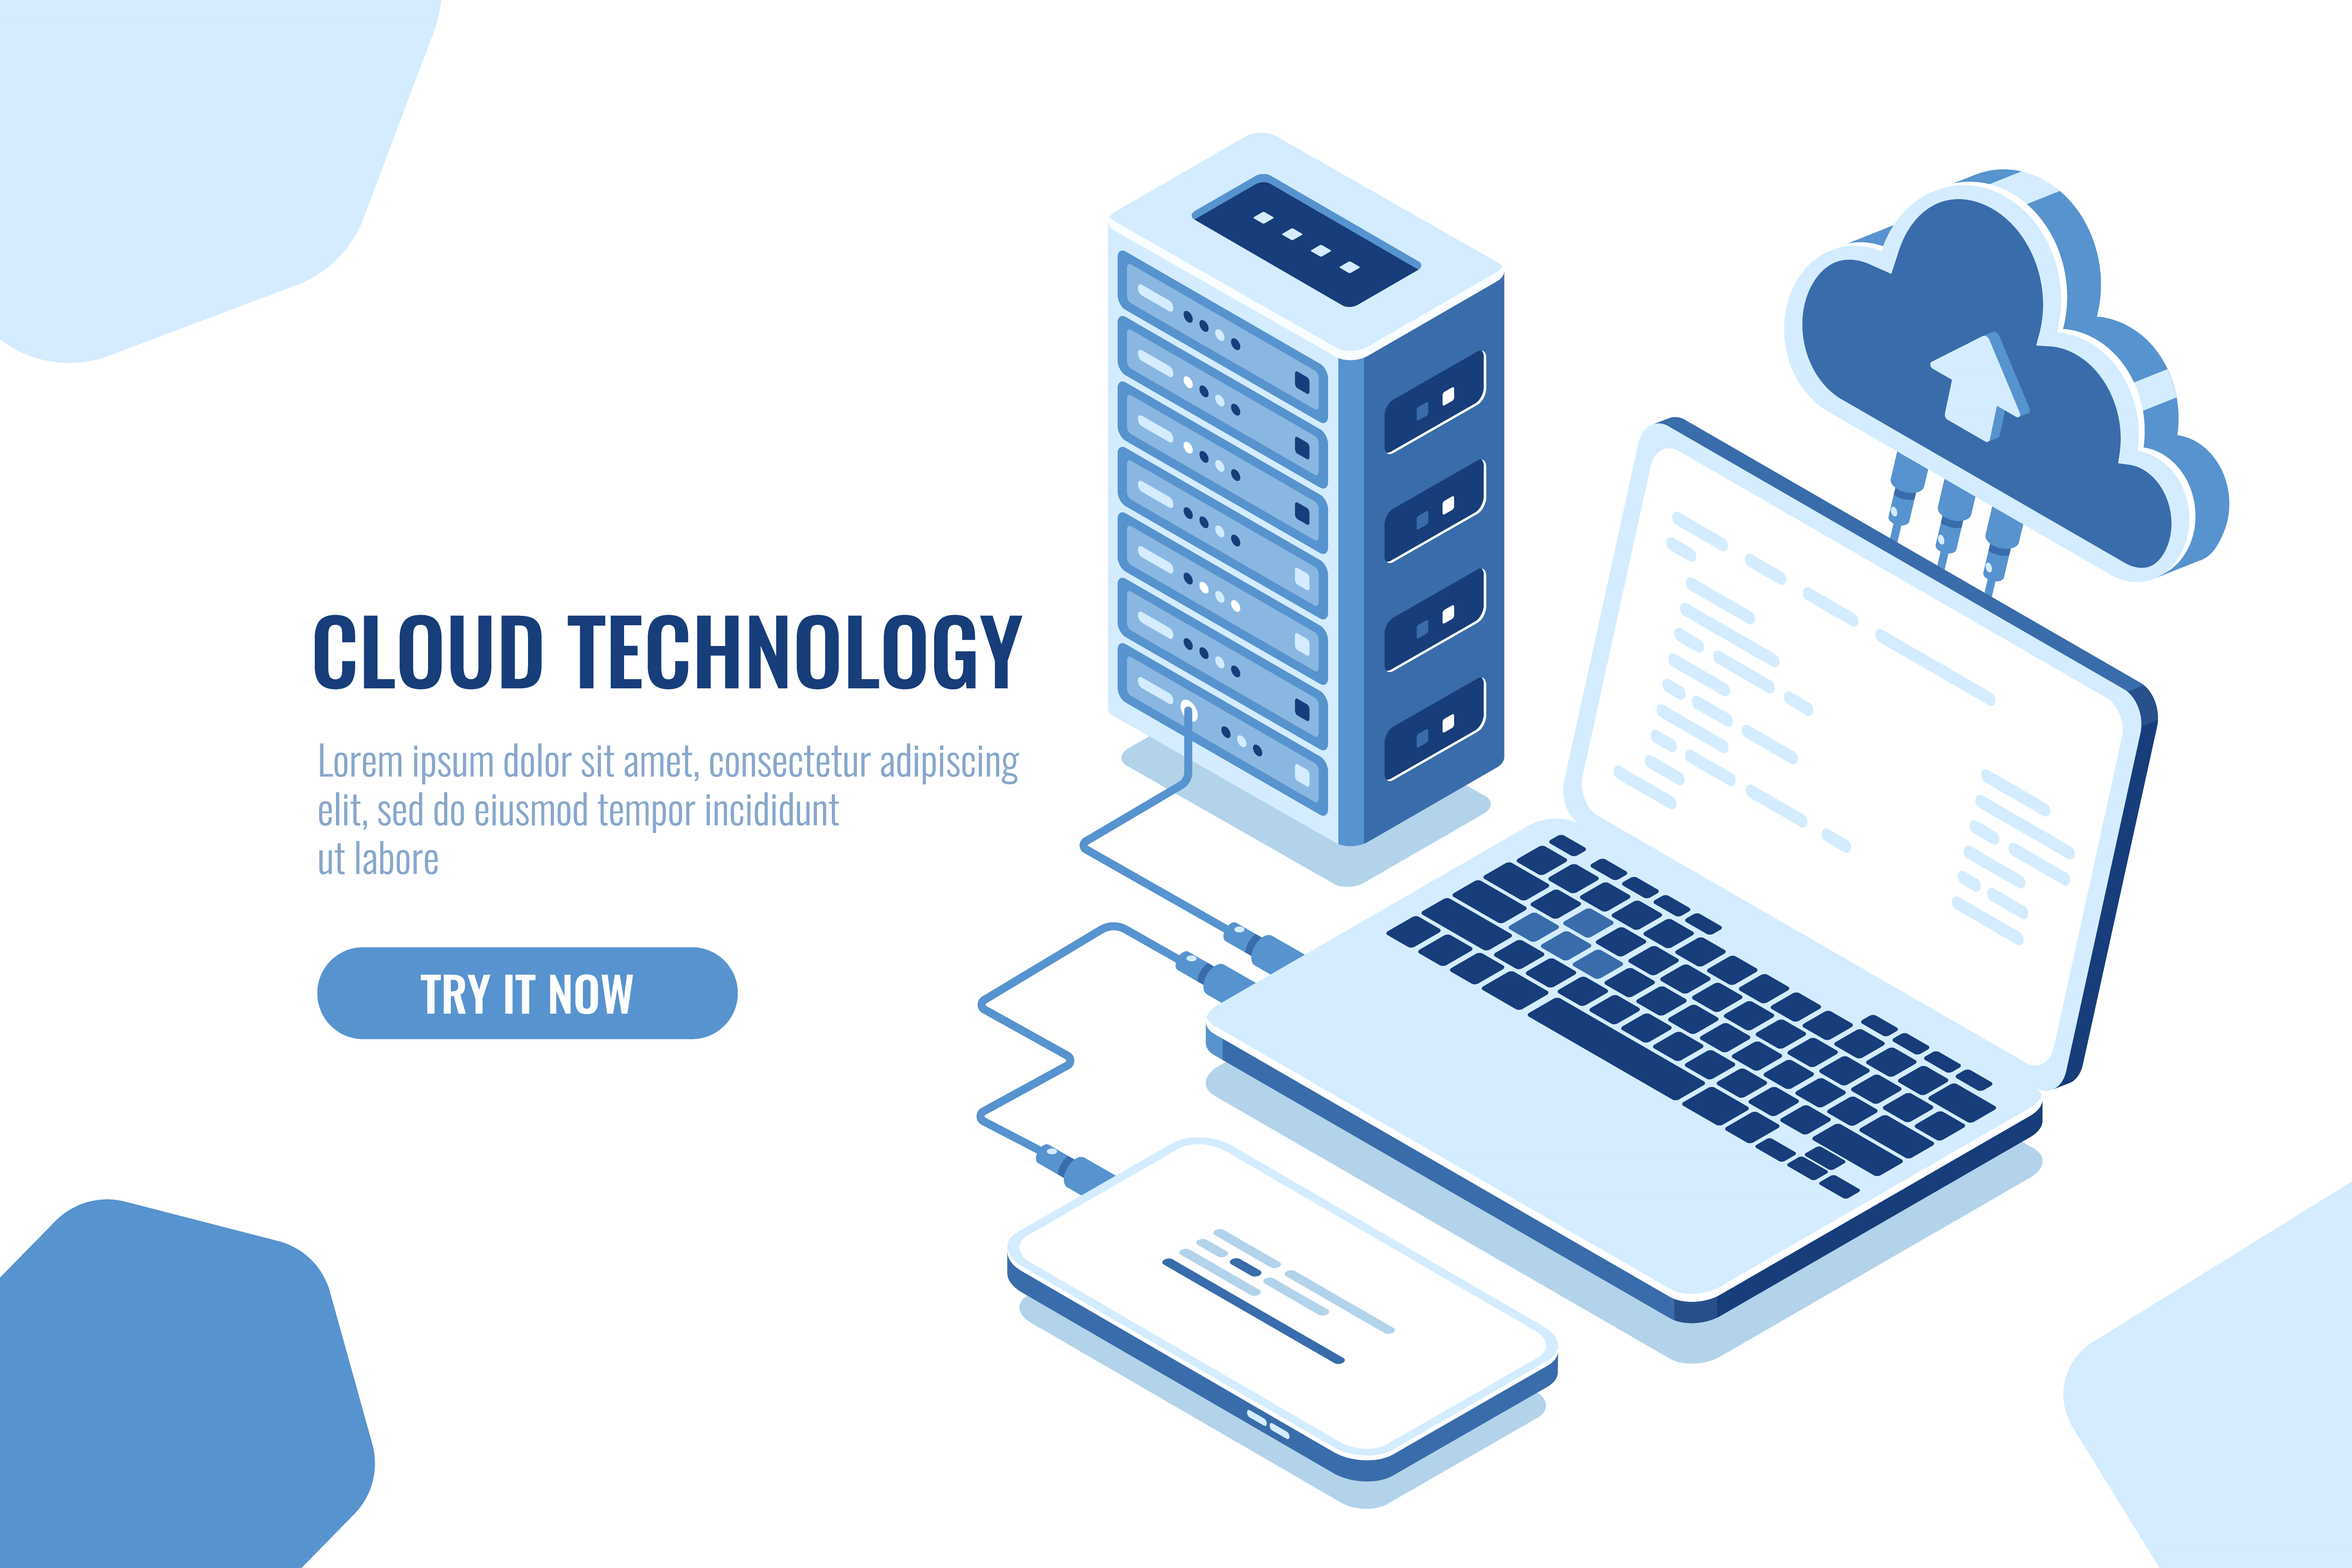 CLOUD TECHNOLOGY
Lorem ipsum dolor sit amet, consectetur adipiscing
elit, sed do eiusmod tempor incididunt
ut labore
TRY IT NOW